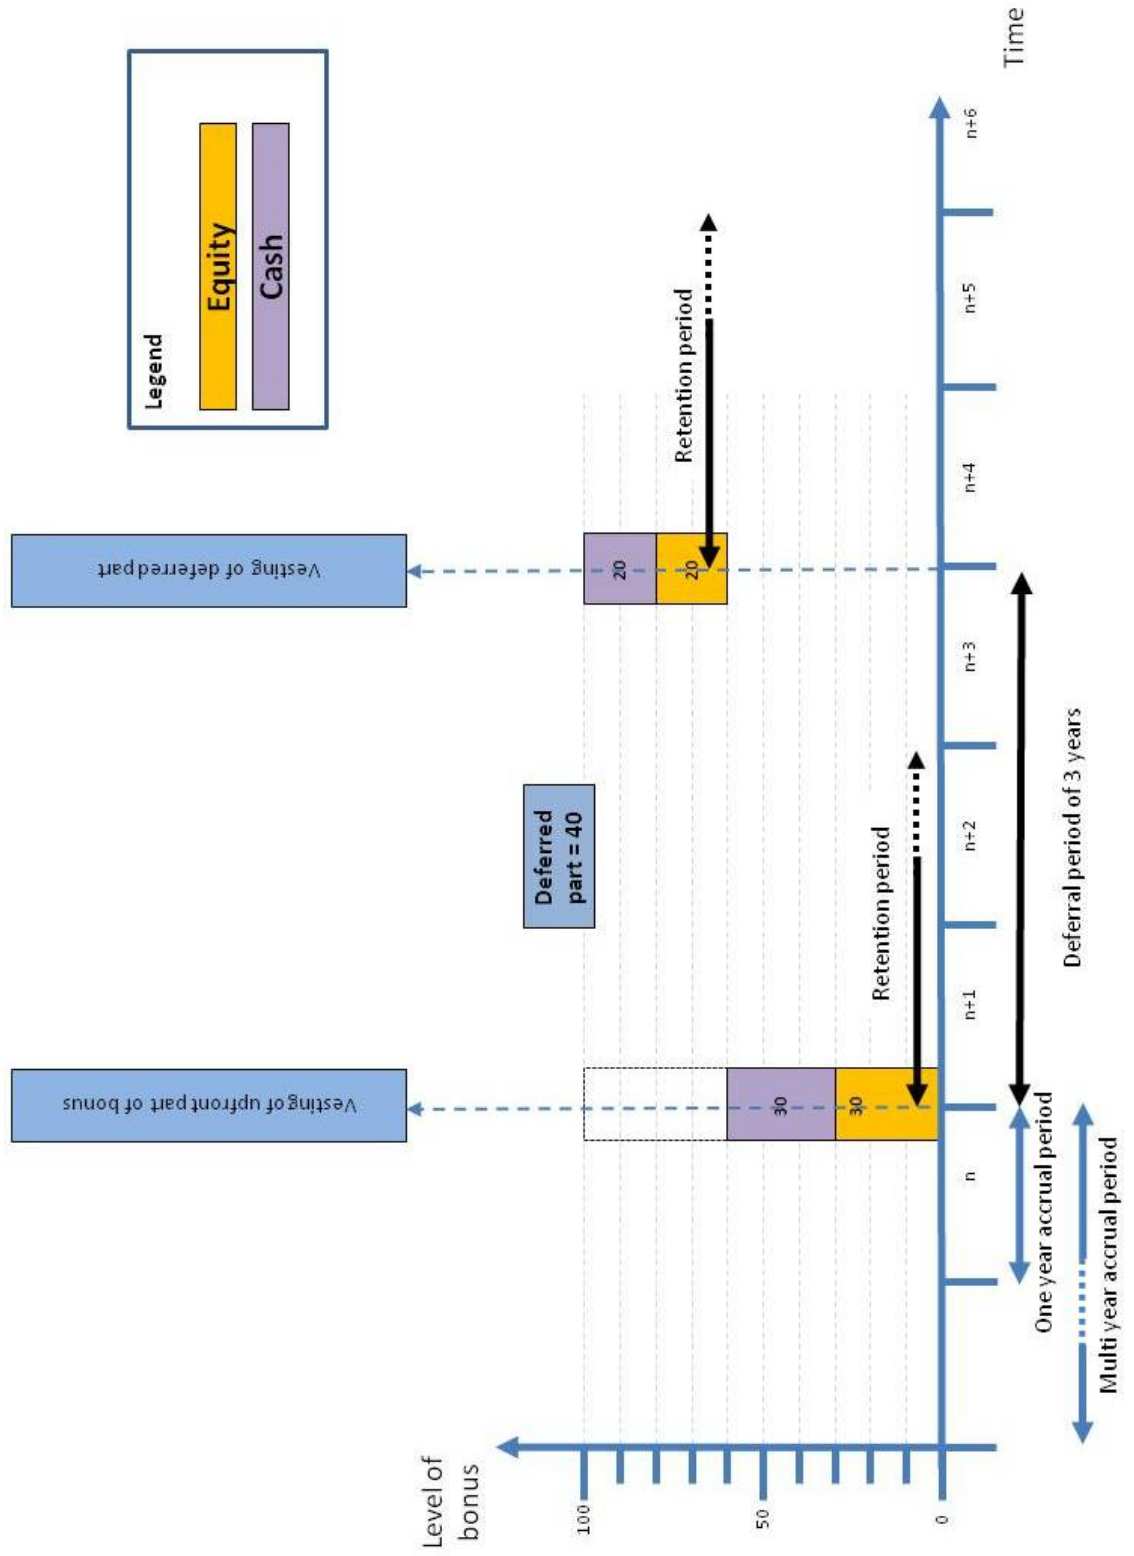 Vesting of upfront part of bonus
Vesting of deferred part
Legend
Equity
Cash
Level of
bonus
100
50
0
Deferred
part = 40
20
20
30
30
Retention period
Retention period
n
n+1
n+2
n+3
n+4
n+5
n+6
Time
One year accrual period
Deferral period of 3 years
Multi year accrual period